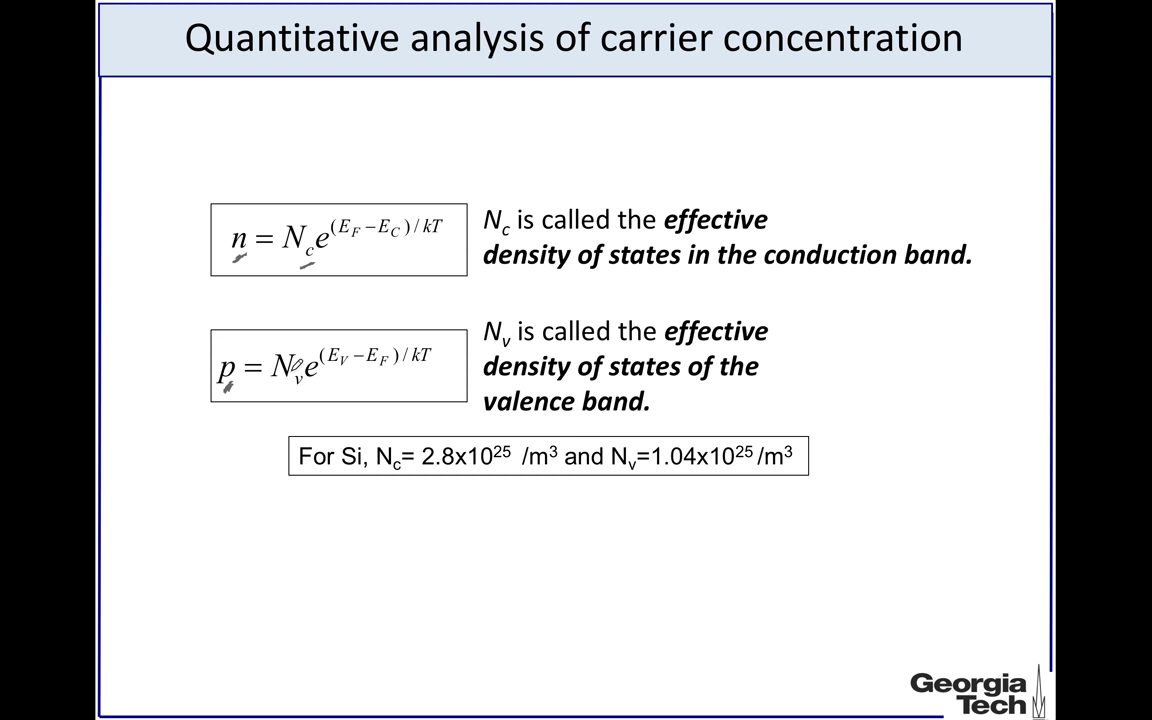 Quantitative analysis of carrier concentration
n = N_c e^{(E_F − E_C)/kT}
N_c is called the effective
density of states in the conduction band.
p = N_v e^{(E_V − E_F)/kT}
N_v is called the effective
density of states of the
valence band.
For Si, N_c= 2.8x10^25 /m^3 and N_v=1.04x10^25 /m^3
Georgia
Tech